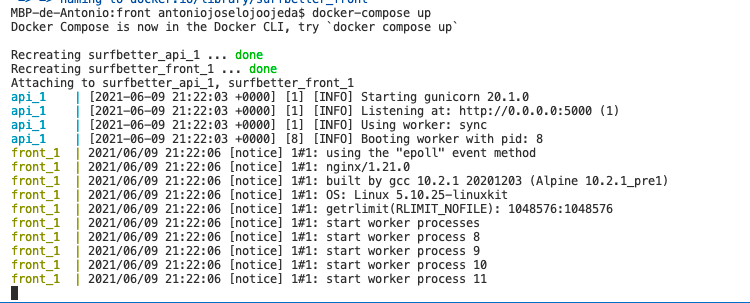 => => naming to docker.io/library/surfbetter_front
MBP-de-Antonio:front antoniojoselojoojeda$ docker-compose up
Docker Compose is now in the Docker CLI, try `docker compose up`
Recreating surfbetter_api_1 ... done
Recreating surfbetter_front_1 ... done
Attaching to surfbetter_api_1, surfbetter_front_1
api_1    | [2021-06-09 21:22:03 +0000] [1] [INFO] Starting gunicorn 20.1.0
api_1    | [2021-06-09 21:22:03 +0000] [1] [INFO] Listening at: http://0.0.0.0:5000 (1)
api_1    | [2021-06-09 21:22:03 +0000] [1] [INFO] Using worker: sync
api_1    | [2021-06-09 21:22:03 +0000] [8] [INFO] Booting worker with pid: 8
front_1  | 2021/06/09 21:22:06 [notice] 1#1: using the "epoll" event method
front_1  | 2021/06/09 21:22:06 [notice] 1#1: nginx/1.21.0
front_1  | 2021/06/09 21:22:06 [notice] 1#1: built by gcc 10.2.1 20201203 (Alpine 10.2.1_pre1)
front_1  | 2021/06/09 21:22:06 [notice] 1#1: OS: Linux 5.10.25-linuxkit
front_1  | 2021/06/09 21:22:06 [notice] 1#1: getrlimit(RLIMIT_NOFILE): 1048576:1048576
front_1  | 2021/06/09 21:22:06 [notice] 1#1: start worker processes
front_1  | 2021/06/09 21:22:06 [notice] 1#1: start worker process 8
front_1  | 2021/06/09 21:22:06 [notice] 1#1: start worker process 9
front_1  | 2021/06/09 21:22:06 [notice] 1#1: start worker process 10
front_1  | 2021/06/09 21:22:06 [notice] 1#1: start worker process 11